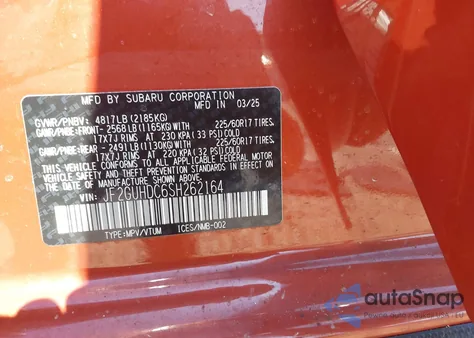 MFD BY SUBARU CORPORATION
MFD IN 03/25
GVWR/PNBV: 4817LB(2185KG)
GAWR/PNBE-FRONT-2568LB(1165KG)WITH 225/60R17 TIRES.
17X7J RIMS AT 230 KPA(33 PSI)COLD
GAWR/PNBE-REAR -2491LB(1130KG)WITH 225/60R17 TIRES.
17X7J RIMS AT 220 KPA(32 PSI)COLD
THIS VEHICLE CONFORMS TO ALL APPLICABLE FEDERAL MOTOR
VEHICLE SAFETY, BUMPER, AND THEFT PREVENTION STANDARDS IN EFFECT
ON THE DATE OF MANUFACTURE SHOWN ABOVE.
VIN: JF2GUHDC6SH262164
TYPE:MPV/VTUM ICES/NMB-002
autoSnap